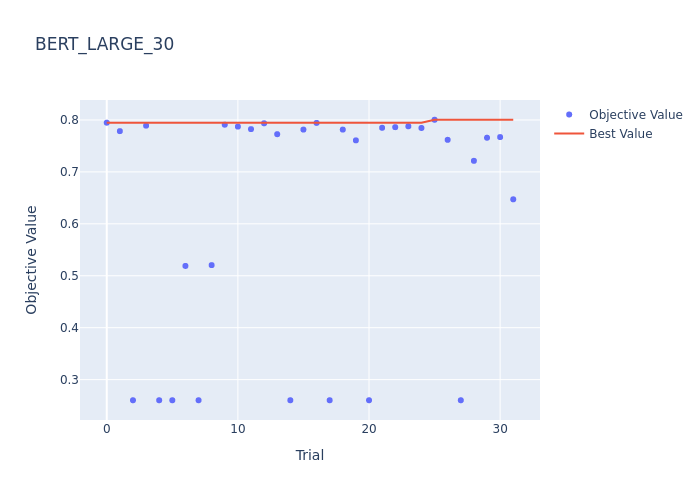 BERT_LARGE_30
Objective Value
Best Value
0.8
0.7
0.6
0.5
0.4
0.3
Objective Value
0 10 20 30
Trial